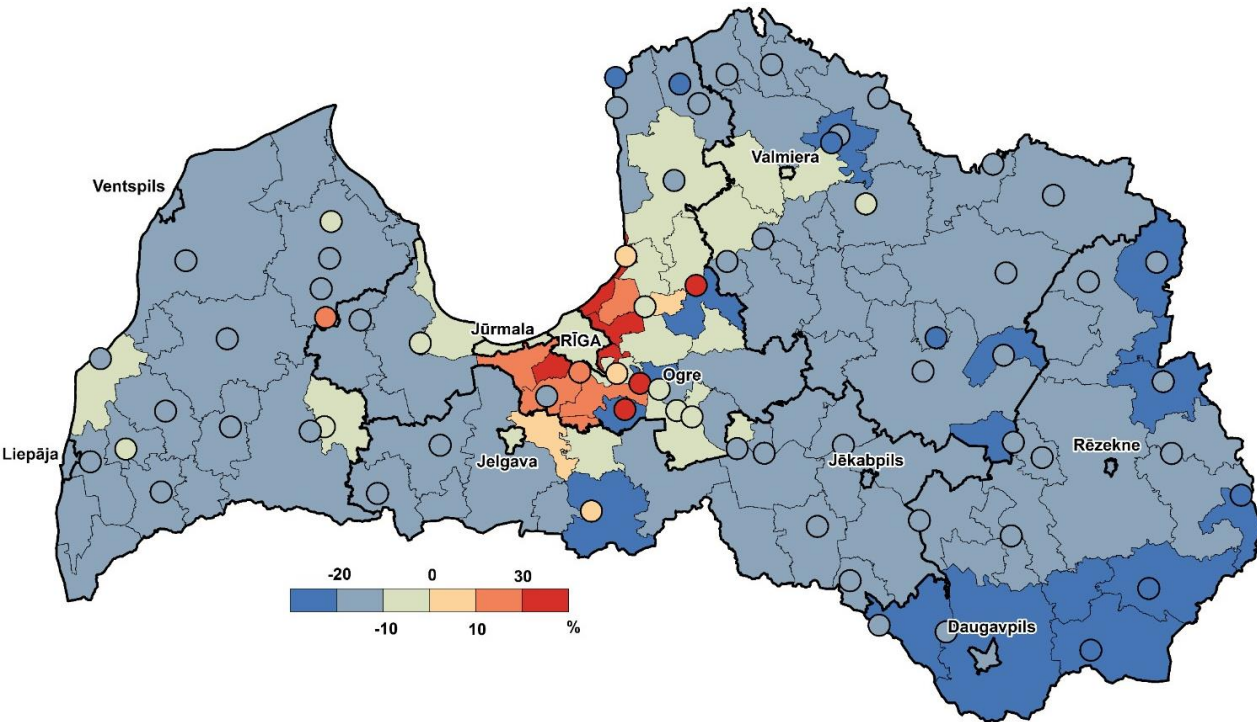 Valmiera
Ventspils
Jūrmala
RĪGA
Ogre
Liepāja
Jelgava
Jēkabpils
Rēzekne
-20 0 30
-10 10 %
Daugavpils